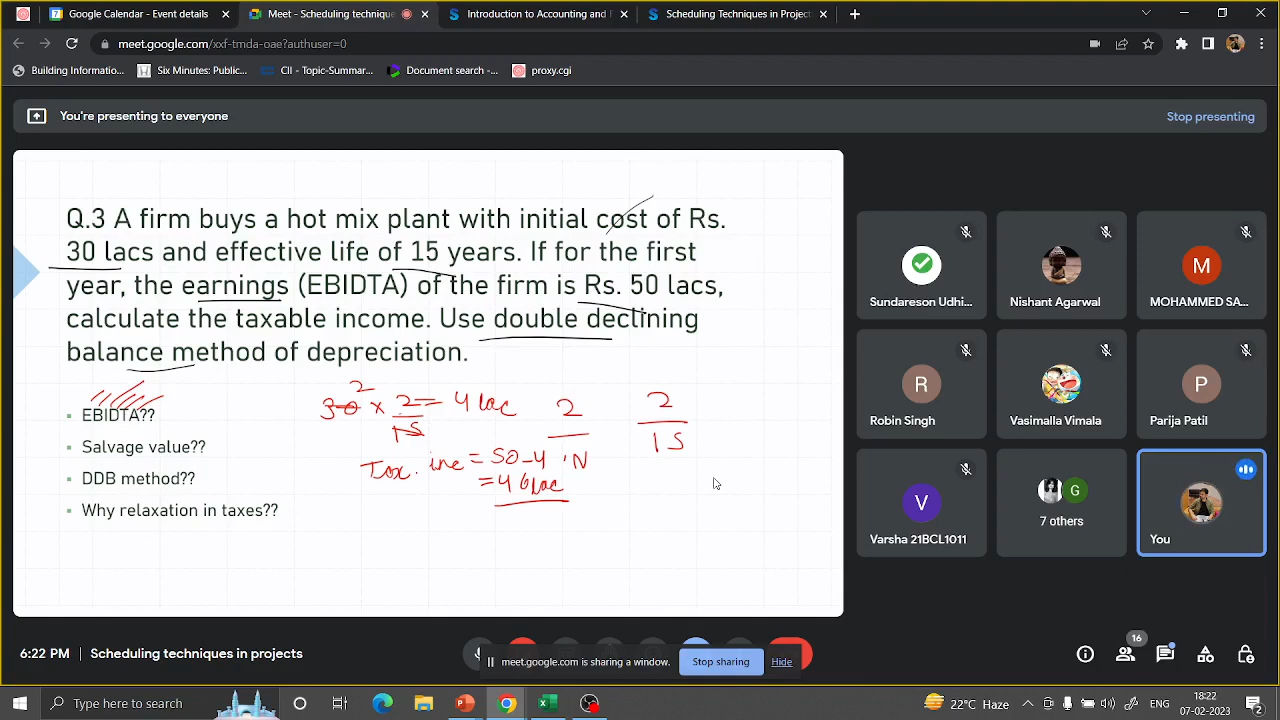 Google Calendar - Event details
Meet - Scheduling technique
Introduction to Accounting and
Scheduling Techniques in Projec
meet.google.com/xxf-tmda-oae?authuser=0
Building Informatio...
Six Minutes: Public...
CII - Topic-Summar...
Document search -...
proxy.cgi
You're presenting to everyone
Stop presenting
Q.3 A firm buys a hot mix plant with initial cost of Rs.
30 lacs and effective life of 15 years. If for the first
year, the earnings (EBIDTA) of the firm is Rs. 50 lacs,
calculate the taxable income. Use double declining
balance method of depreciation.
EBIDTA??
Salvage value??
DDB method??
Why relaxation in taxes??
2
30 × 2 = 4 lac
15
2
N
2
15
Tax. inc = 50-4
= 46 lac
Sundareson Udhi...
Nishant Agarwal
M
MOHAMMED SA...
R
Robin Singh
Vasimalla Vimala
P
Parija Patil
V
Varsha 21BCL1011
G
7 others
You
6:22 PM
Scheduling techniques in projects
meet.google.com is sharing a window.
Stop sharing
Hide
16
Type here to search
22°C Haze
ENG
18:22
07-02-2023
2